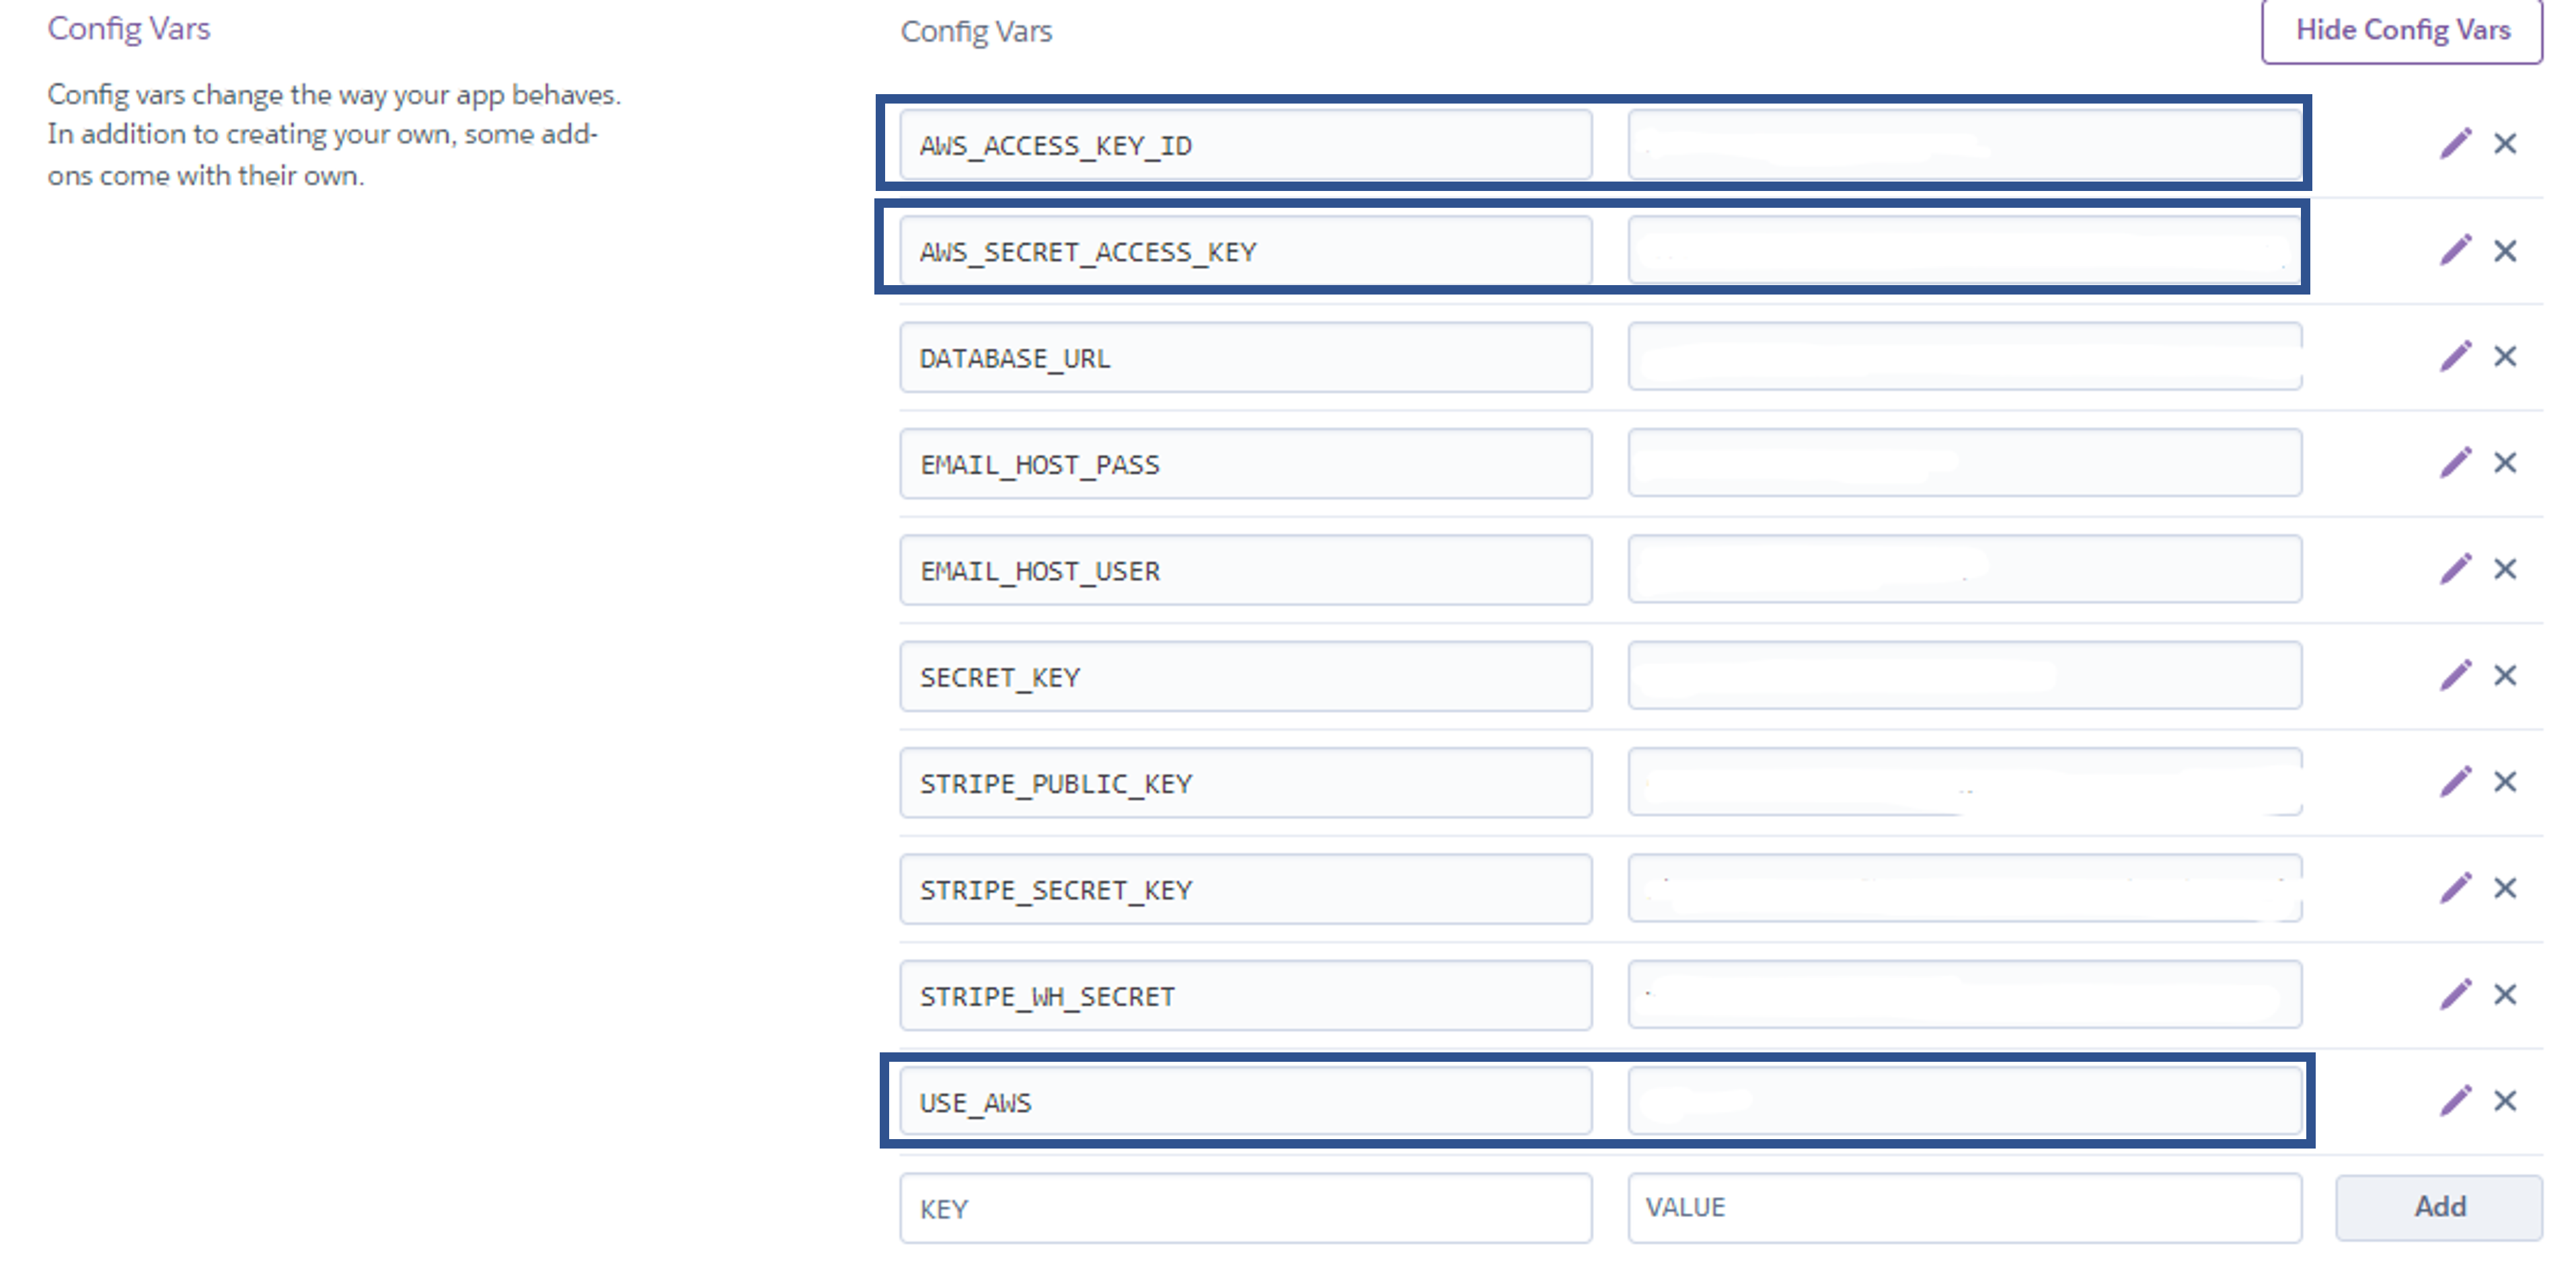 Config Vars
Config vars change the way your app behaves.
In addition to creating your own, some add-
ons come with their own.
Config Vars
Hide Config Vars
AWS_ACCESS_KEY_ID
AWS_SECRET_ACCESS_KEY
DATABASE_URL
EMAIL_HOST_PASS
EMAIL_HOST_USER
SECRET_KEY
STRIPE_PUBLIC_KEY
STRIPE_SECRET_KEY
STRIPE_WH_SECRET
USE_AWS
KEY VALUE Add